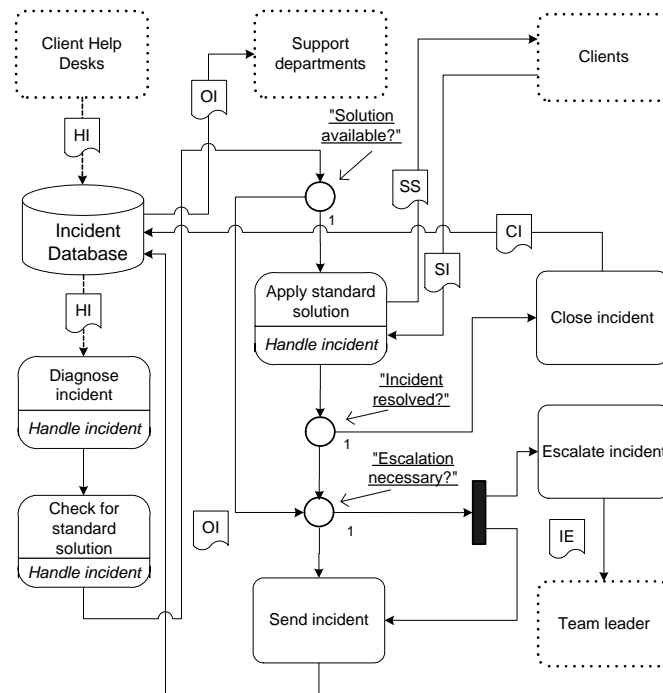 Client Help
Desks
Support
departments
Clients
OI
HI
"Solution
available?"
SS
1
CI
Incident
Database
SI
Apply standard
solution
Handle incident
Close incident
HI
Diagnose
incident
Handle incident
"Incident
resolved?"
1
"Escalation
necessary?"
Escalate incident
Check for
standard
solution
Handle incident
OI
1
IE
Send incident
Team leader